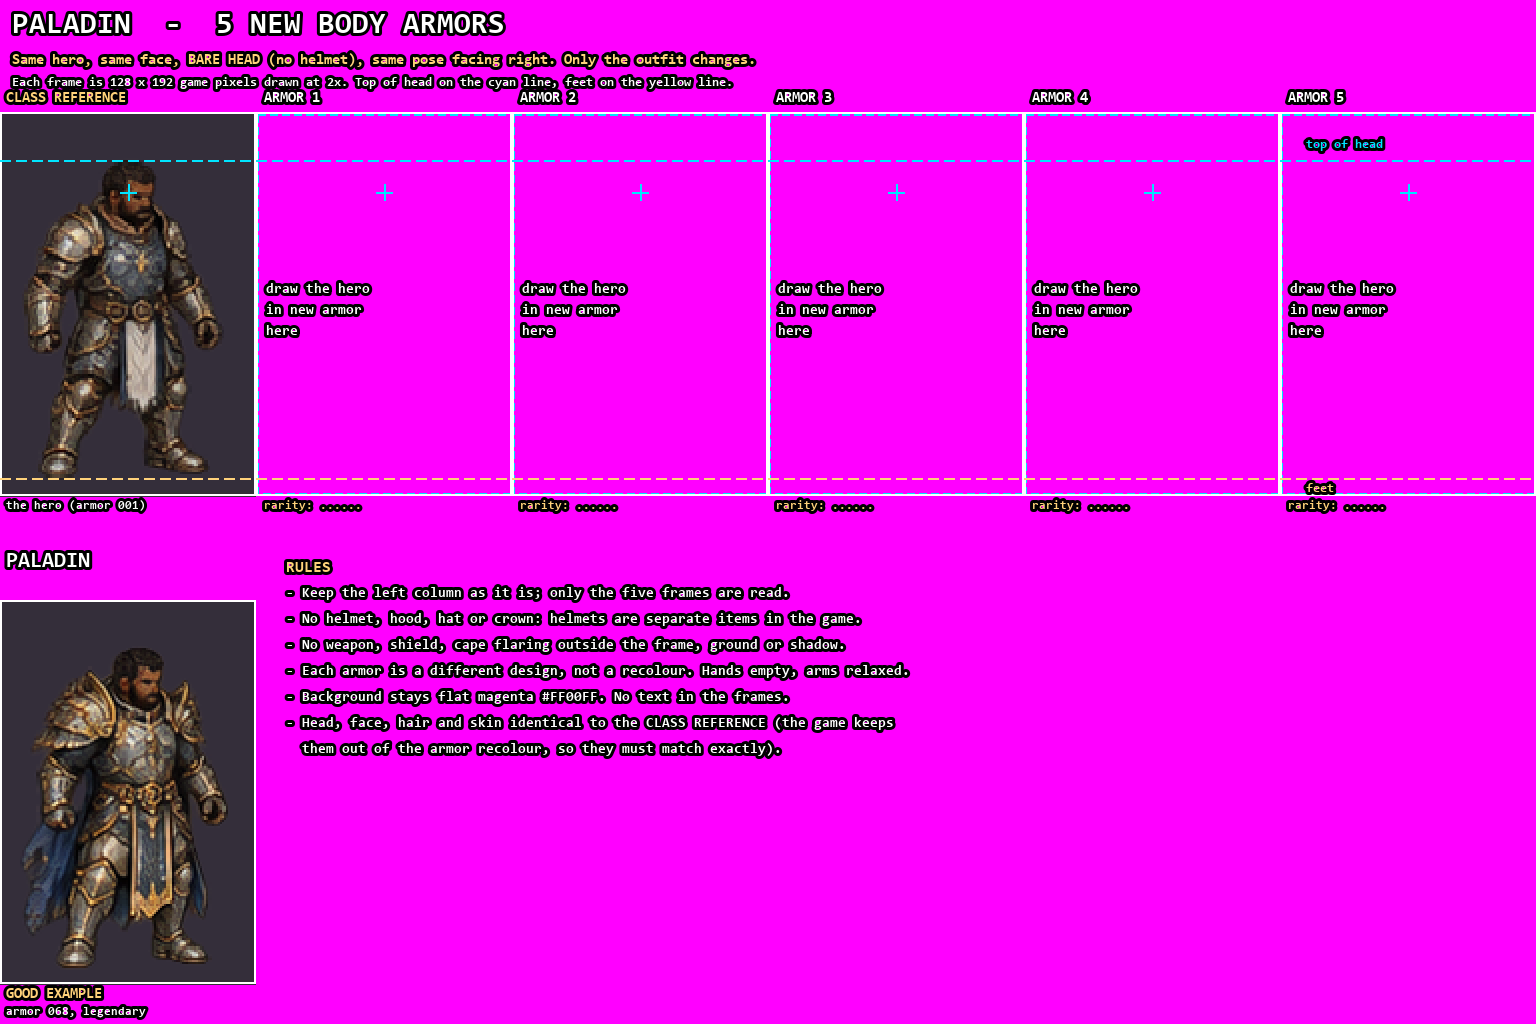 PALADIN - 5 NEW BODY ARMORS
Same hero, same face, BARE HEAD (no helmet), same pose facing right. Only the outfit changes.
Each frame is 128 x 192 game pixels drawn at 2x. Top of head on the cyan line, feet on the yellow line.
CLASS REFERENCE
ARMOR 1
ARMOR 2
ARMOR 3
ARMOR 4
ARMOR 5
top of head
draw the hero
in new armor
here
draw the hero
in new armor
here
draw the hero
in new armor
here
draw the hero
in new armor
here
draw the hero
in new armor
here
feet
the hero (armor 001)
rarity: ......
rarity: ......
rarity: ......
rarity: ......
rarity: ......
PALADIN
RULES
- Keep the left column as it is; only the five frames are read.
- No helmet, hood, hat or crown: helmets are separate items in the game.
- No weapon, shield, cape flaring outside the frame, ground or shadow.
- Each armor is a different design, not a recolour. Hands empty, arms relaxed.
- Background stays flat magenta #FF00FF. No text in the frames.
- Head, face, hair and skin identical to the CLASS REFERENCE (the game keeps
them out of the armor recolour, so they must match exactly).
GOOD EXAMPLE
armor 068, legendary